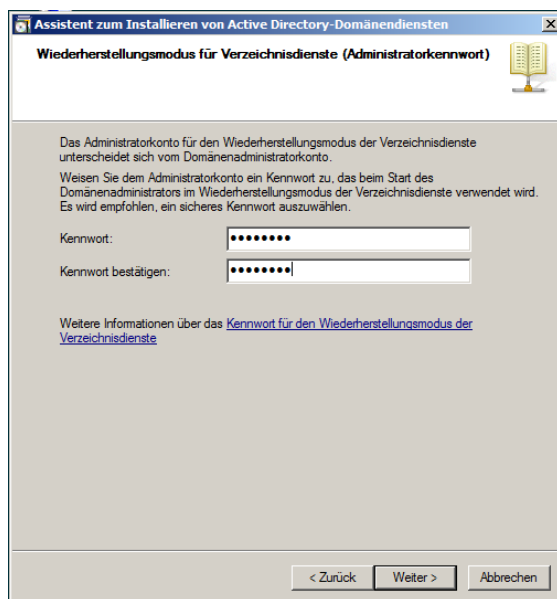 Assistent zum Installieren von Active Directory-Domänendiensten
Wiederherstellungsmodus für Verzeichnisdienste (Administratorkennwort)
Das Administratorkonto für den Wiederherstellungsmodus der Verzeichnisdienste
unterscheidet sich vom Domänenadministratorkonto.
Weisen Sie dem Administratorkonto ein Kennwort zu, das beim Start des
Domänenadministrators im Wiederherstellungsmodus der Verzeichnisdienste verwendet wird.
Es wird empfohlen, ein sicheres Kennwort auszuwählen.
Kennwort: ●●●●●●●●
Kennwort bestätigen: ●●●●●●●●
Weitere Informationen über das Kennwort für den Wiederherstellungsmodus der
Verzeichnisdienste
< Zurück Weiter > Abbrechen